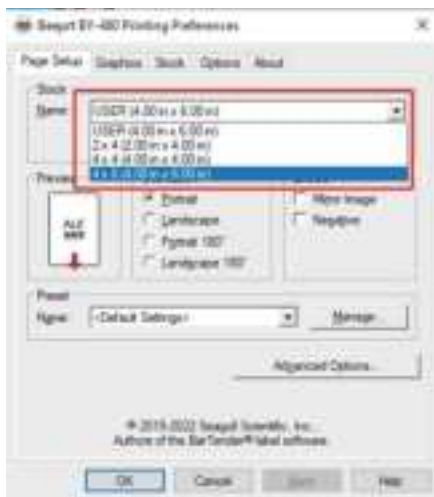 BY-480 Printing Preferences
Page Setup Graphics Stock Options About
Stock
Name: USER (4.00 in x 6.00 in)
USER (4.00 in x 6.00 in)
2 x 4 (2.00 in x 4.00 in)
4 x 4 (4.00 in x 4.00 in)
4 x 6 (4.00 in x 6.00 in)
Preview
Portrait
Mirror Image
Landscape
Negative
Portrait 180°
Landscape 180°
Preset
Name: <Default Settings>
Manage...
Advanced Options...
© 2015-2022 Seagull Scientific, Inc.
Authors of the BarTender® label software.
OK Cancel Help